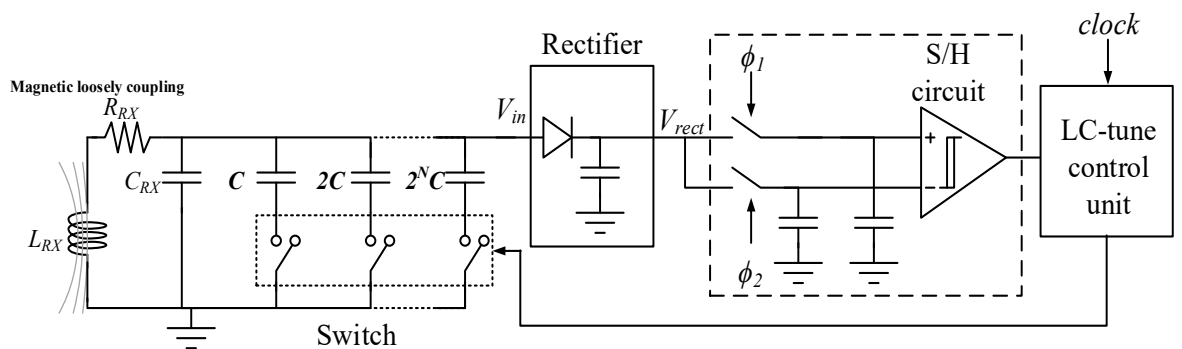 Magnetic loosely coupling
R_RX
C_RX
L_RX
C
2C
2^N C
Switch
V_in
Rectifier
V_rect
ϕ_1
ϕ_2
S/H
circuit
+
-
clock
LC-tune
control
unit